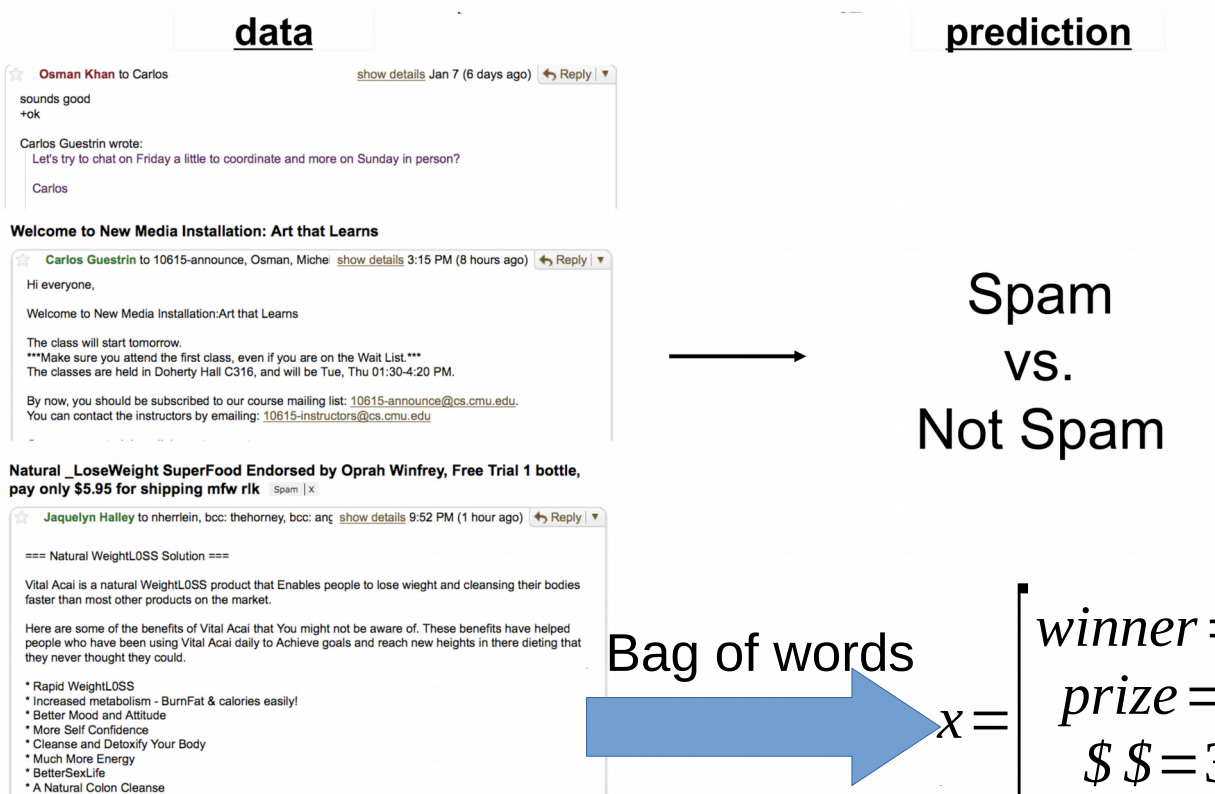 data
prediction
Osman Khan to Carlos show details Jan 7 (6 days ago) Reply
sounds good
+ok
Carlos Guestrin wrote:
Let's try to chat on Friday a little to coordinate and more on Sunday in person?
Carlos
Welcome to New Media Installation: Art that Learns
Carlos Guestrin to 10615-announce, Osman, Miche show details 3:15 PM (8 hours ago) Reply
Hi everyone,
Welcome to New Media Installation:Art that Learns
The class will start tomorrow.
***Make sure you attend the first class, even if you are on the Wait List.***
The classes are held in Doherty Hall C316, and will be Tue, Thu 01:30-4:20 PM.
By now, you should be subscribed to our course mailing list: 10615-announce@cs.cmu.edu.
You can contact the instructors by emailing: 10615-instructors@cs.cmu.edu
Spam
vs.
Not Spam
Natural _LoseWeight SuperFood Endorsed by Oprah Winfrey, Free Trial 1 bottle,
pay only $5.95 for shipping mfw rlk Spam | X
Jaquelyn Halley to nherrlein, bcc: thehorney, bcc: ang show details 9:52 PM (1 hour ago) Reply
=== Natural WeightL0SS Solution ===
Vital Acai is a natural WeightL0SS product that Enables people to lose wieght and cleansing their bodies
faster than most other products on the market.
Here are some of the benefits of Vital Acai that You might not be aware of. These benefits have helped
people who have been using Vital Acai daily to Achieve goals and reach new heights in there dieting that
they never thought they could.
* Rapid WeightL0SS
* Increased metabolism - BurnFat & calories easily!
* Better Mood and Attitude
* More Self Confidence
* Cleanse and Detoxify Your Body
* Much More Energy
* BetterSexLife
* A Natural Colon Cleanse
Bag of words
x=
winner=
prize=
$ $=3